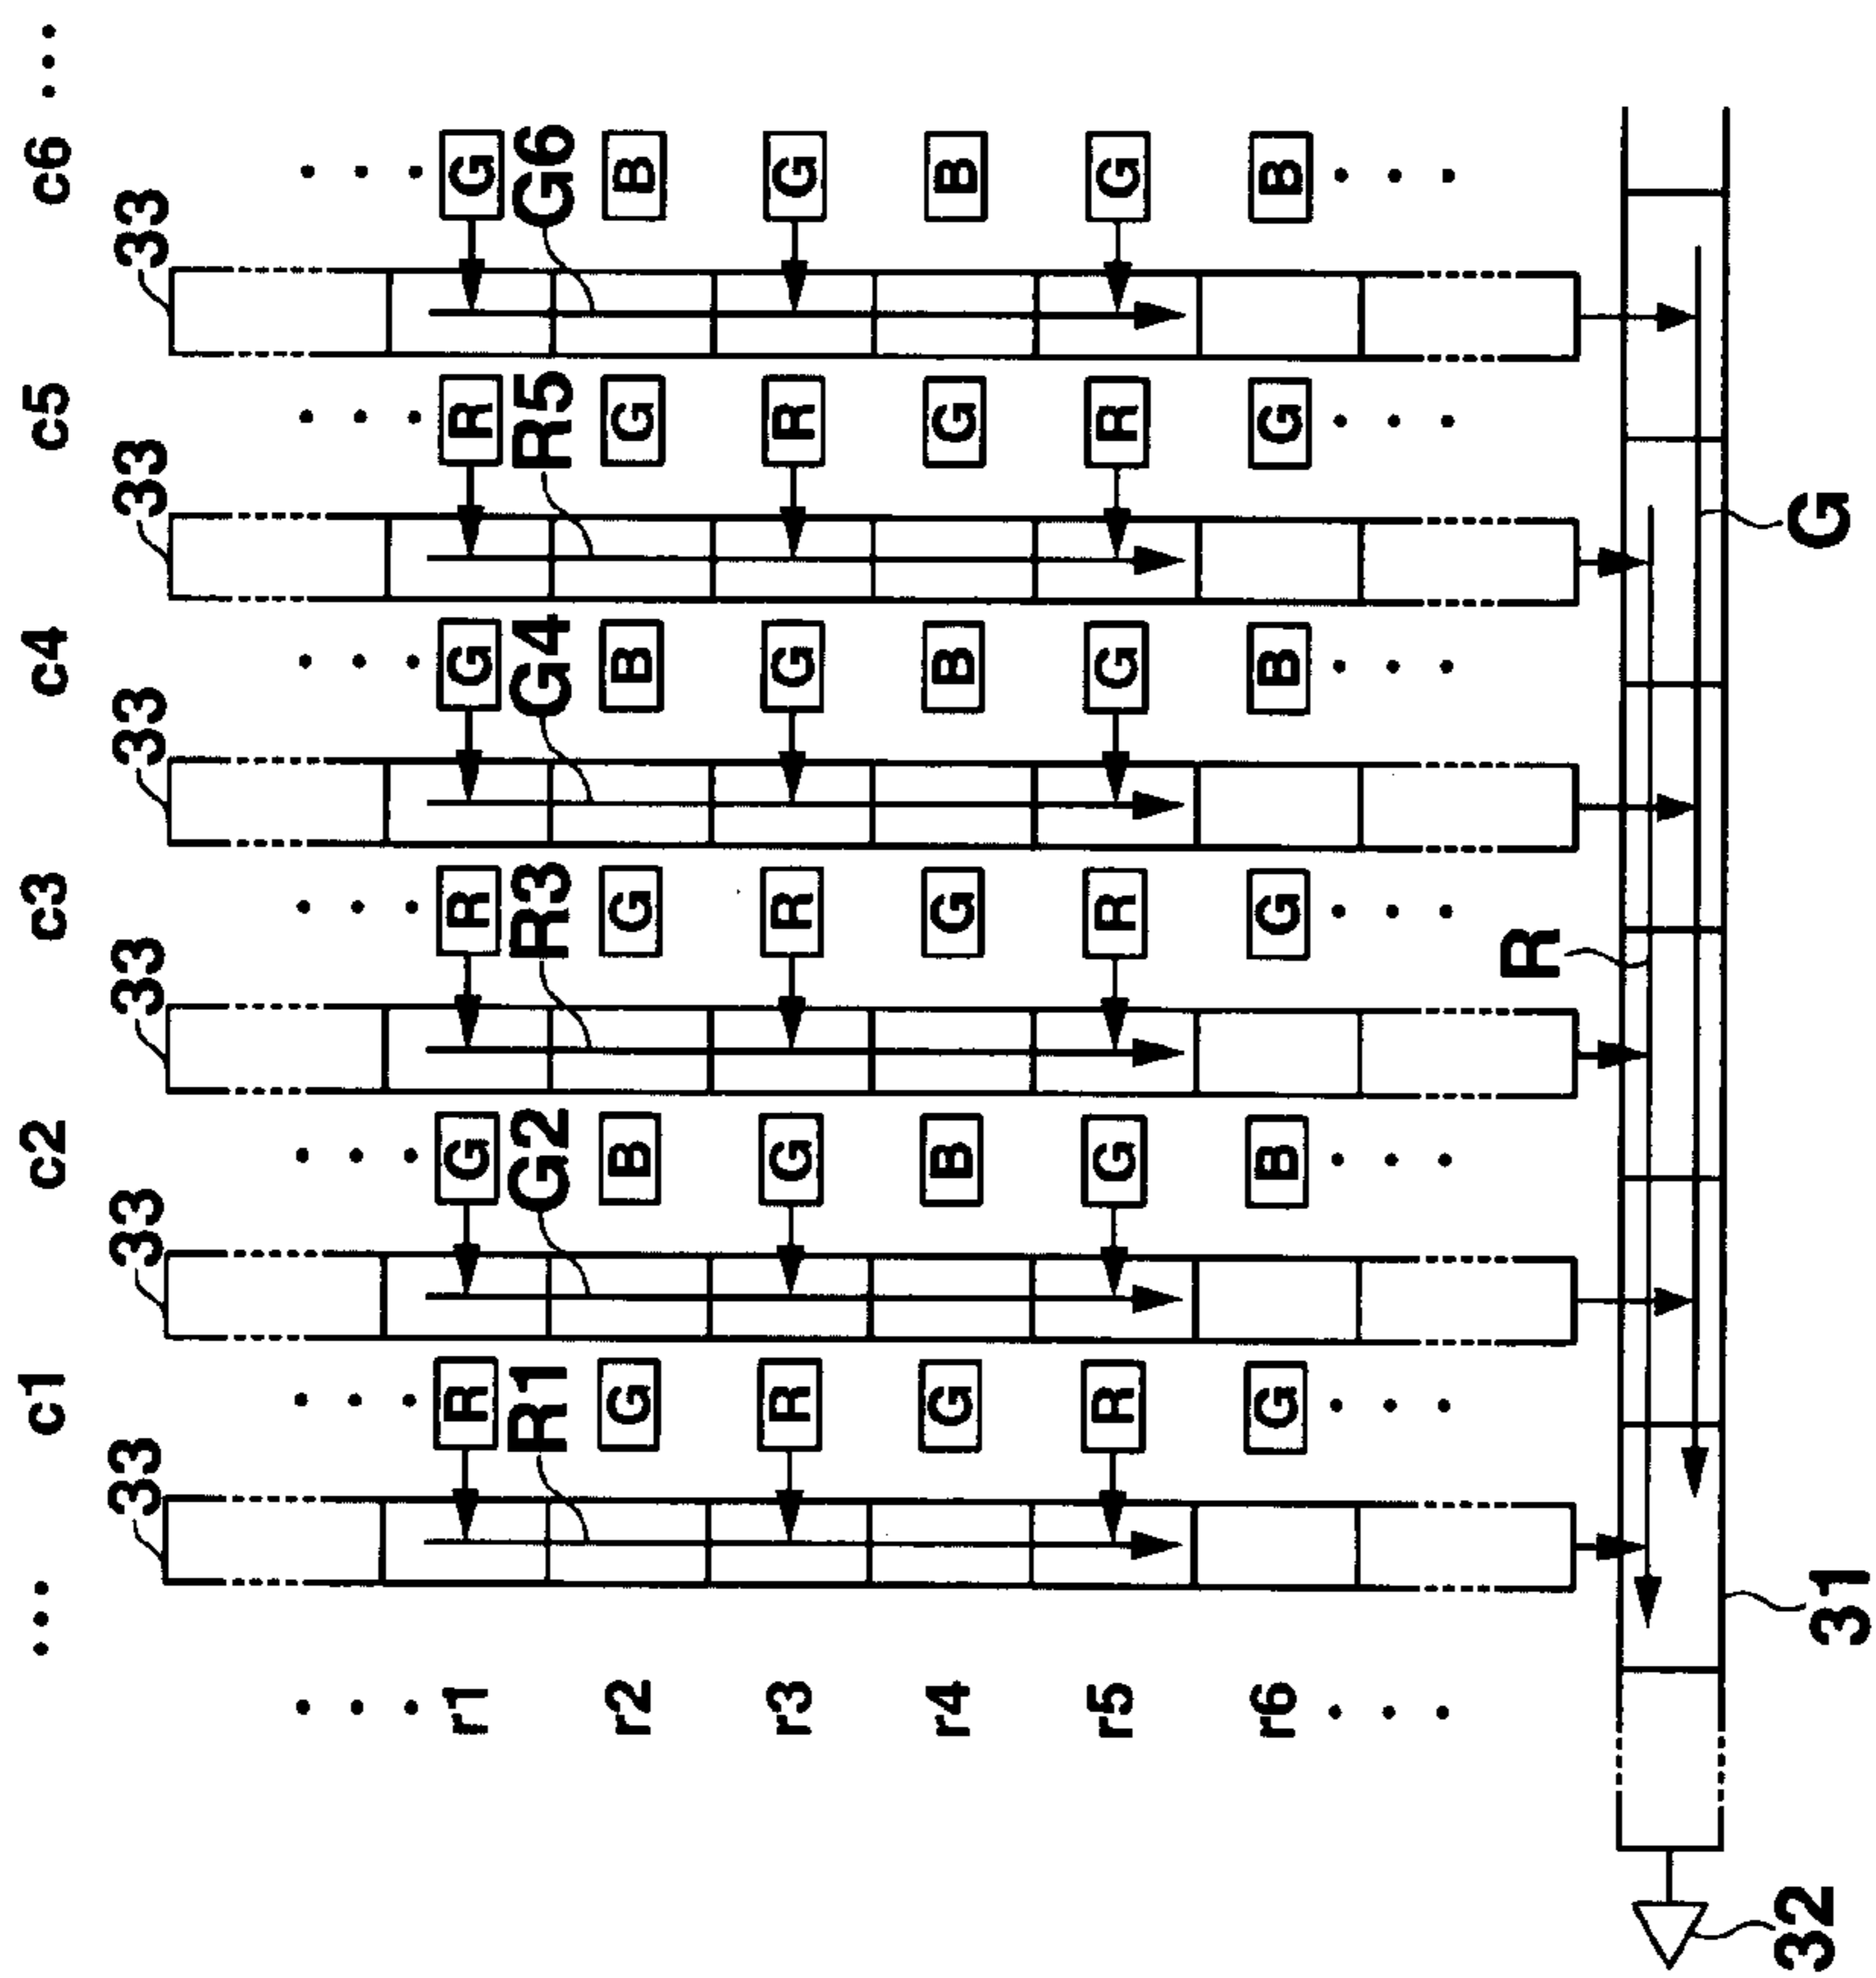 ... c1 c2 c3 c4 c5 c6 ...
33 33 33 33 33 33
r1 R G R G R G
R1 G2 R3 G4 R5 G6
r2 G B G B G B
r3 R G R G R G
r4 G B G B G B
r5 R G R G R G
r6 G B G B G B
R
32 31 G